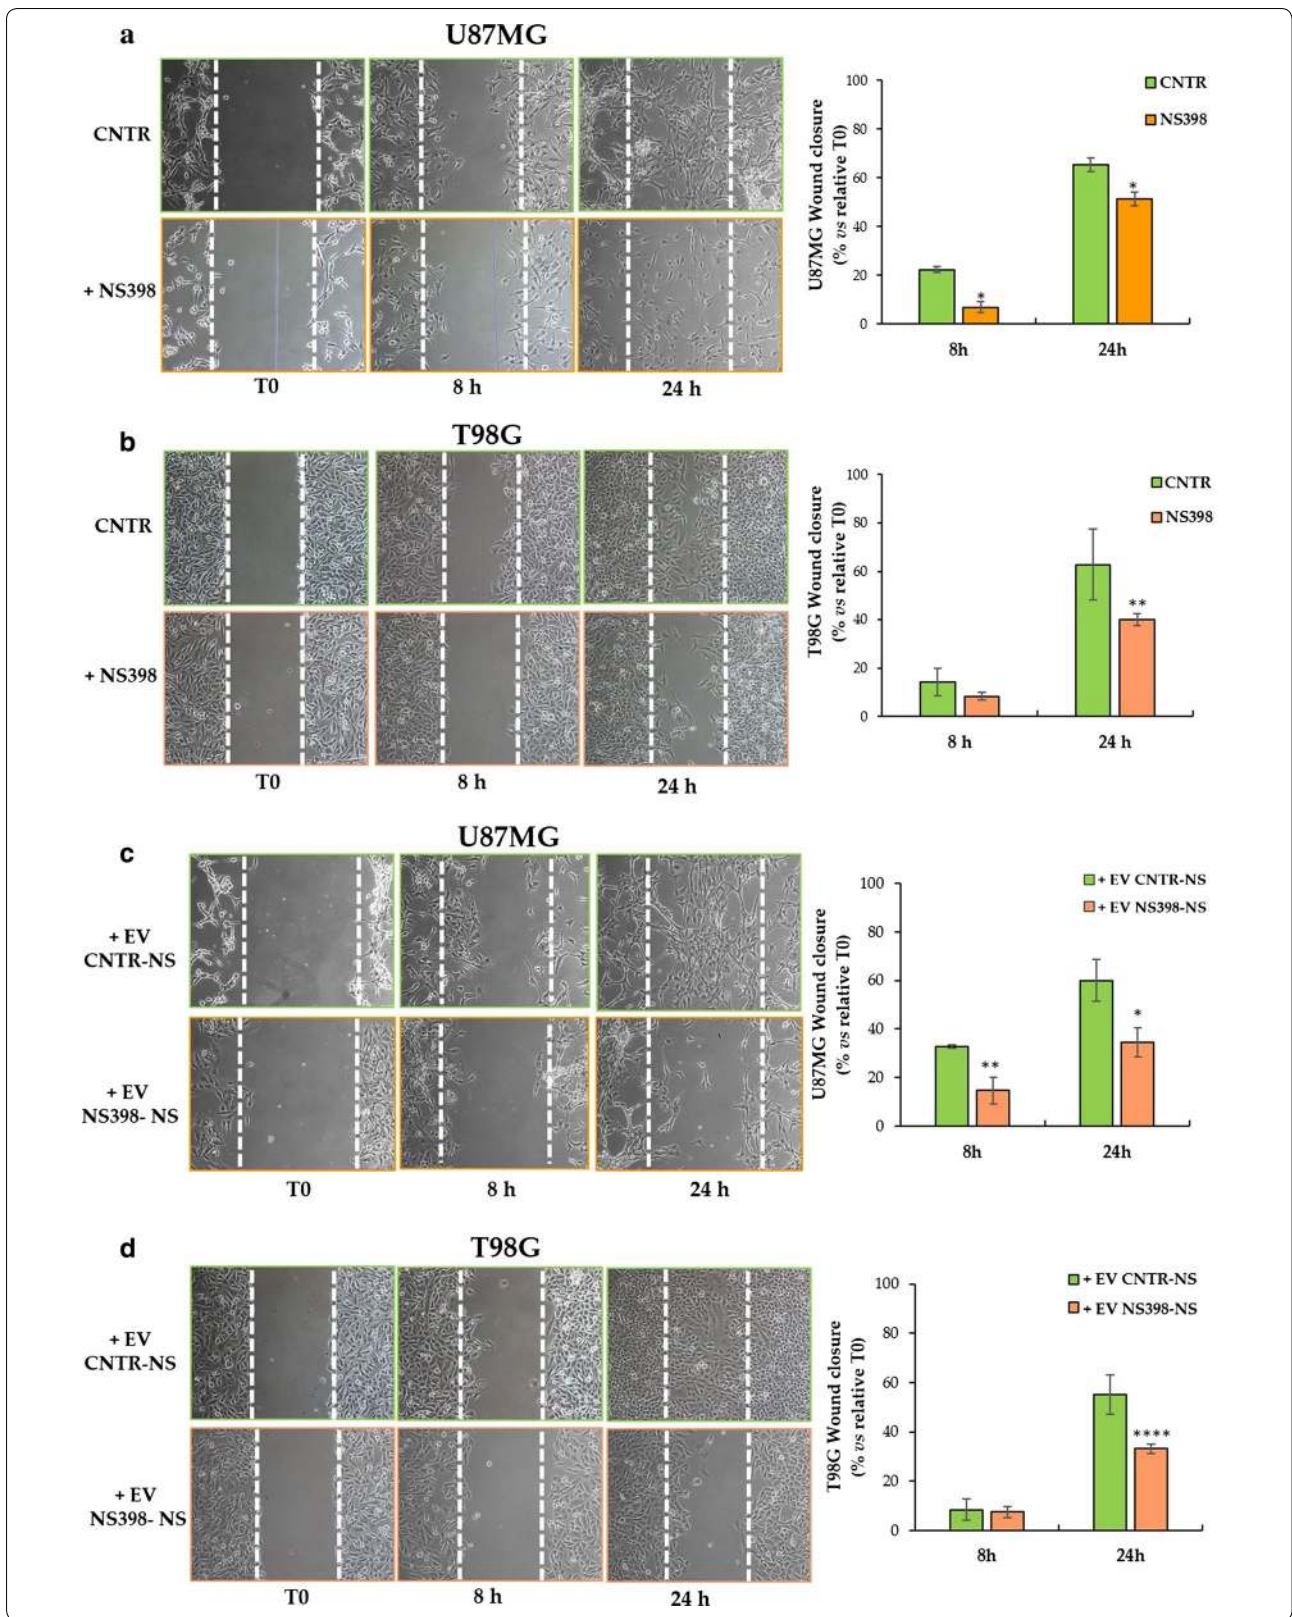 a
U87MG
CNTR
+ NS398
T0
8 h
24 h
U87MG Wound closure
(% vs relative T0)
100
80
60
40
20
0
CNTR
NS398
*
*
8h
24h
b
T98G
CNTR
+ NS398
T0
8 h
24 h
T98G Wound closure
(% vs relative T0)
100
80
60
40
20
0
CNTR
NS398
**
8 h
24 h
c
U87MG
+ EV
CNTR-NS
+ EV
NS398- NS
T0
8 h
24 h
U87MG Wound closure
(% vs relative T0)
100
80
60
40
20
0
+ EV CNTR-NS
+ EV NS398-NS
**
*
8h
24h
d
T98G
+ EV
CNTR-NS
+ EV
NS398- NS
T0
8 h
24 h
T98G Wound closure
(% vs relative T0)
100
80
60
40
20
0
+ EV CNTR-NS
+ EV NS398-NS
****
8h
24h